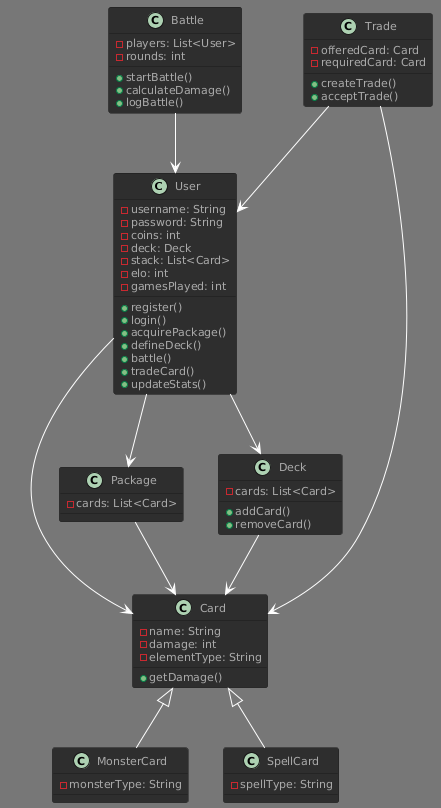 Battle
players: List<User>
rounds: int
startBattle()
calculateDamage()
logBattle()
Trade
offeredCard: Card
requiredCard: Card
createTrade()
acceptTrade()
User
username: String
password: String
coins: int
deck: Deck
stack: List<Card>
elo: int
gamesPlayed: int
register()
login()
acquirePackage()
defineDeck()
battle()
tradeCard()
updateStats()
Package
cards: List<Card>
Deck
cards: List<Card>
addCard()
removeCard()
Card
name: String
damage: int
elementType: String
getDamage()
MonsterCard
monsterType: String
SpellCard
spellType: String